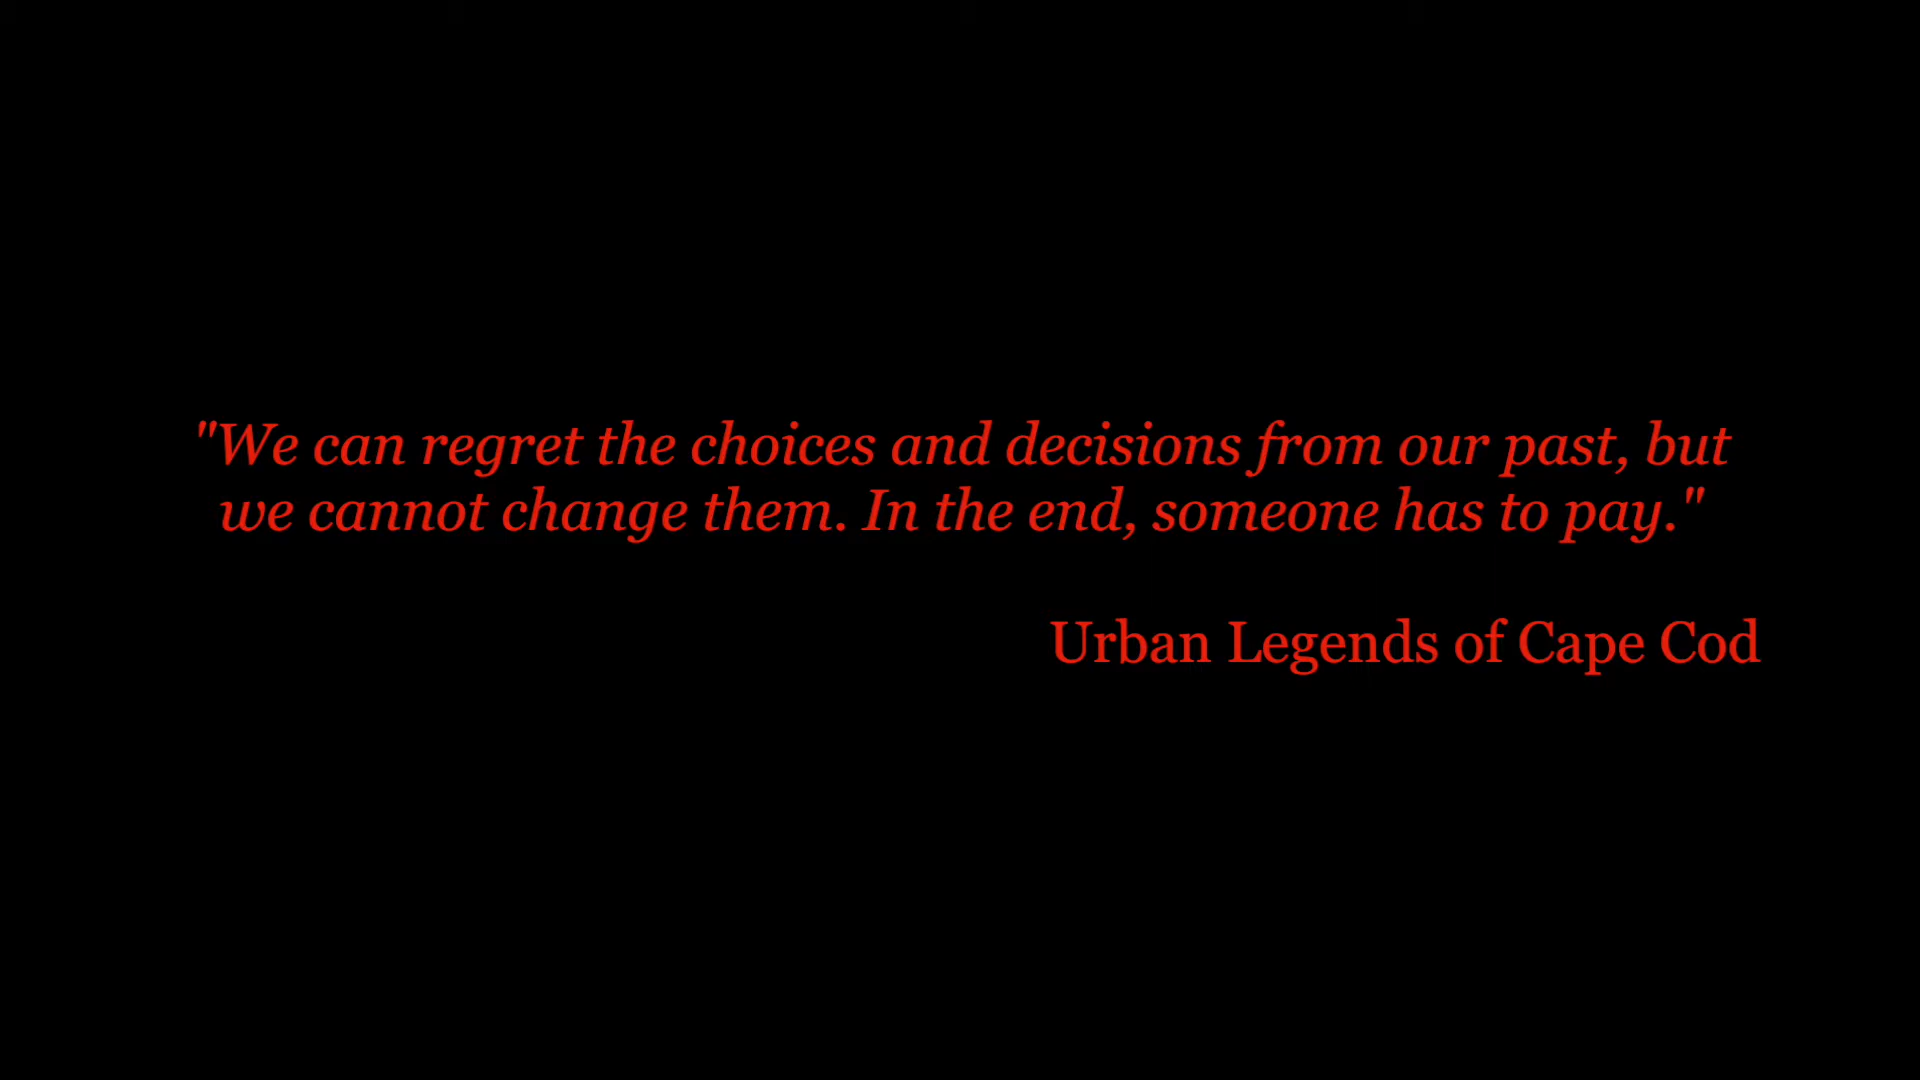 "We can regret the choices and decisions from our past, but
we cannot change them. In the end, someone has to pay."
Urban Legends of Cape Cod